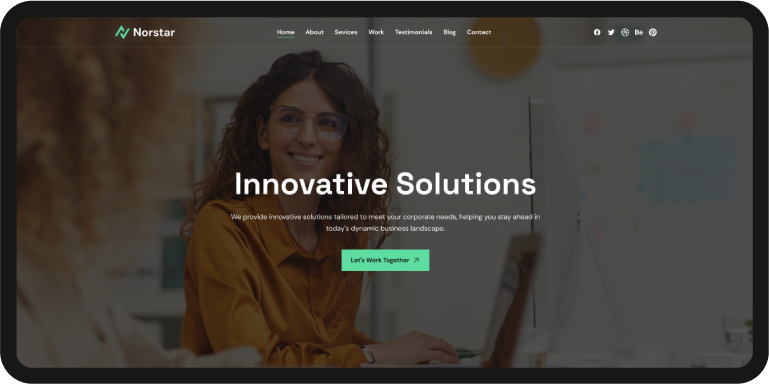 Norstar
Home About Sevices Work Testimonials Blog Contact
Bē
Innovative Solutions
We provide innovative solutions tailored to meet your corporate needs, helping you stay ahead in
today's dynamic business landscape.
Let's Work Together